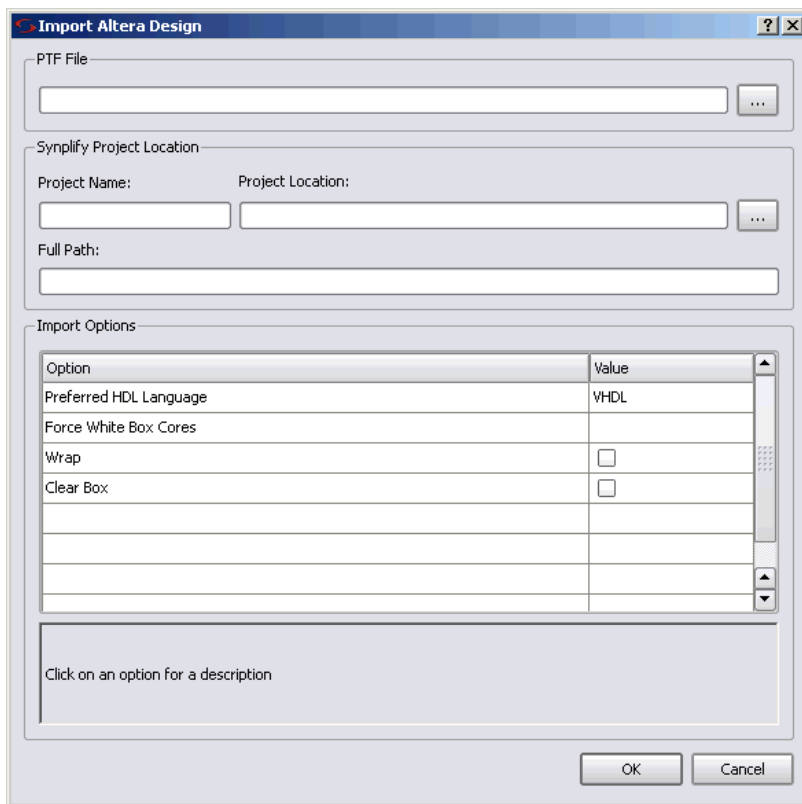 Import Altera Design
PTF File
...
Synplify Project Location
Project Name: Project Location:
...
Full Path:
Import Options
Option Value
Preferred HDL Language VHDL
Force White Box Cores
Wrap
Clear Box
Click on an option for a description
OK Cancel